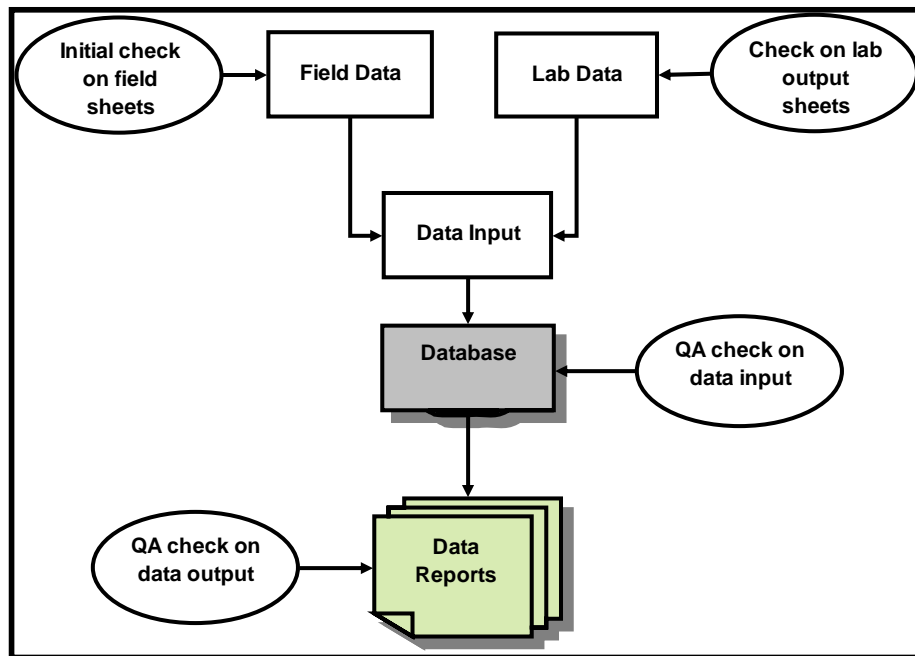 Initial check
on field
sheets
Field Data
Lab Data
Check on lab
output
sheets
Data Input
Database
QA check on
data input
QA check on
data output
Data
Reports